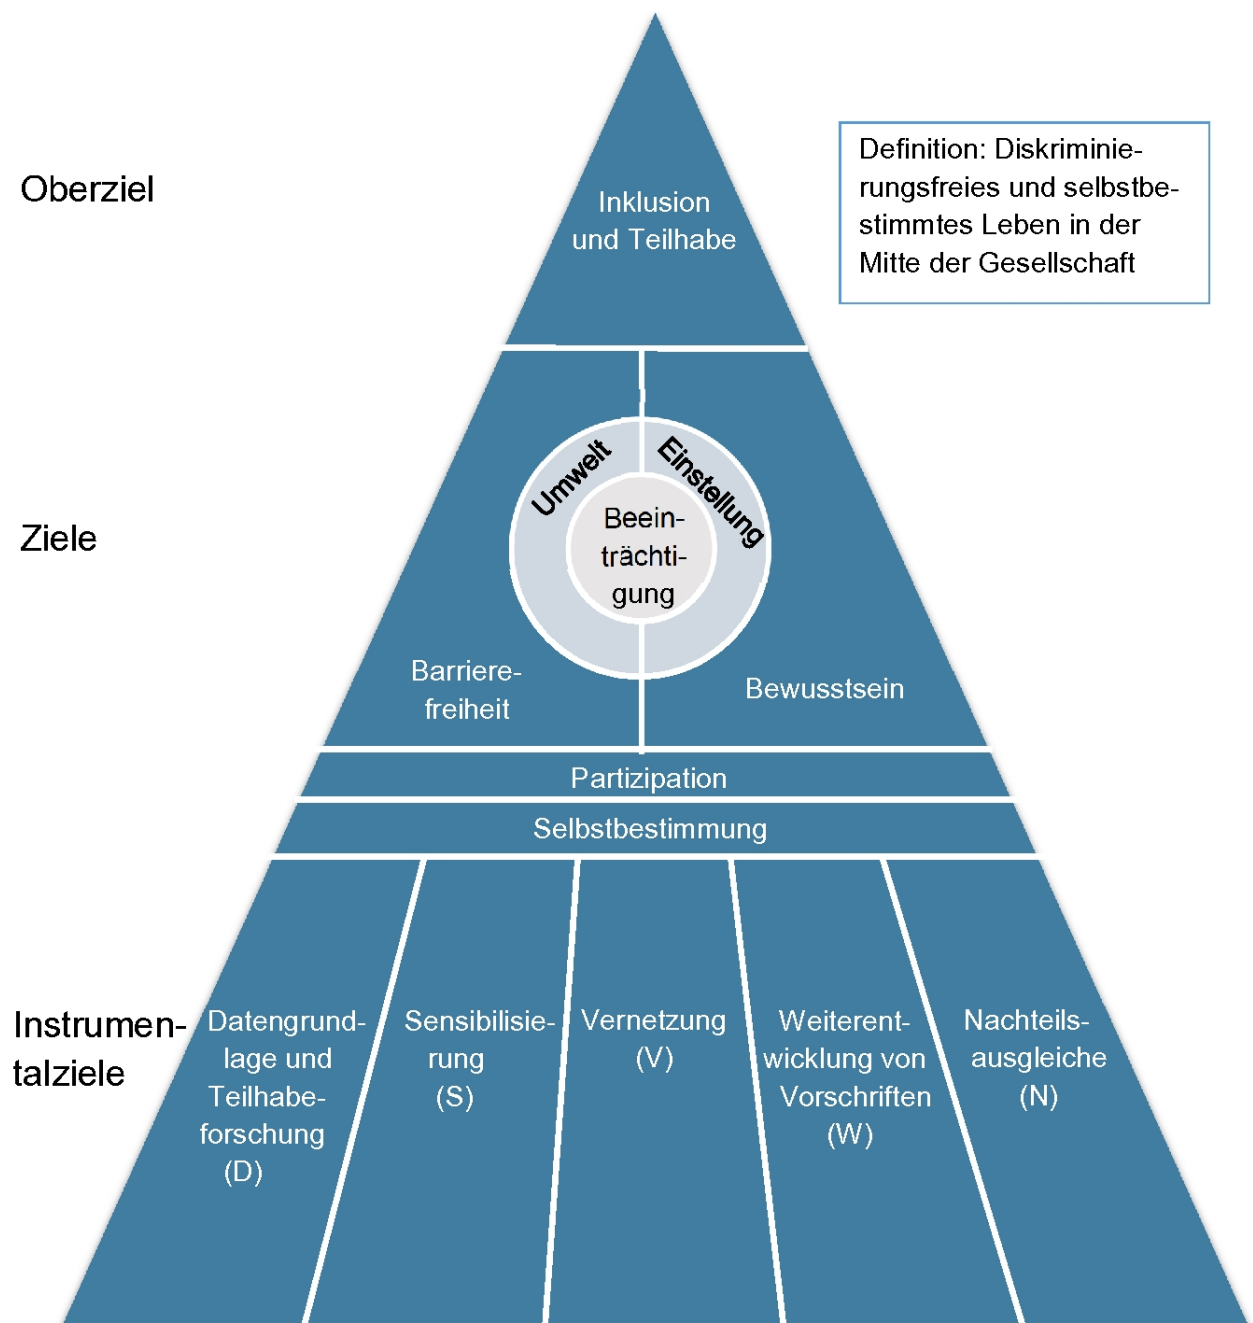 Oberziel
Inklusion
und Teilhabe
Definition: Diskriminie-
rungsfreies und selbstbe-
stimmtes Leben in der
Mitte der Gesellschaft
Ziele
Umwelt
Einstellung
Beein-
trächti-
gung
Barriere-
freiheit
Bewusstsein
Partizipation
Selbstbestimmung
Instrumen-
talziele
Datengrund-
lage und
Teilhabe-
forschung
(D)
Sensibilisie-
rung
(S)
Vernetzung
(V)
Weiterent-
wicklung von
Vorschriften
(W)
Nachteils-
ausgleiche
(N)